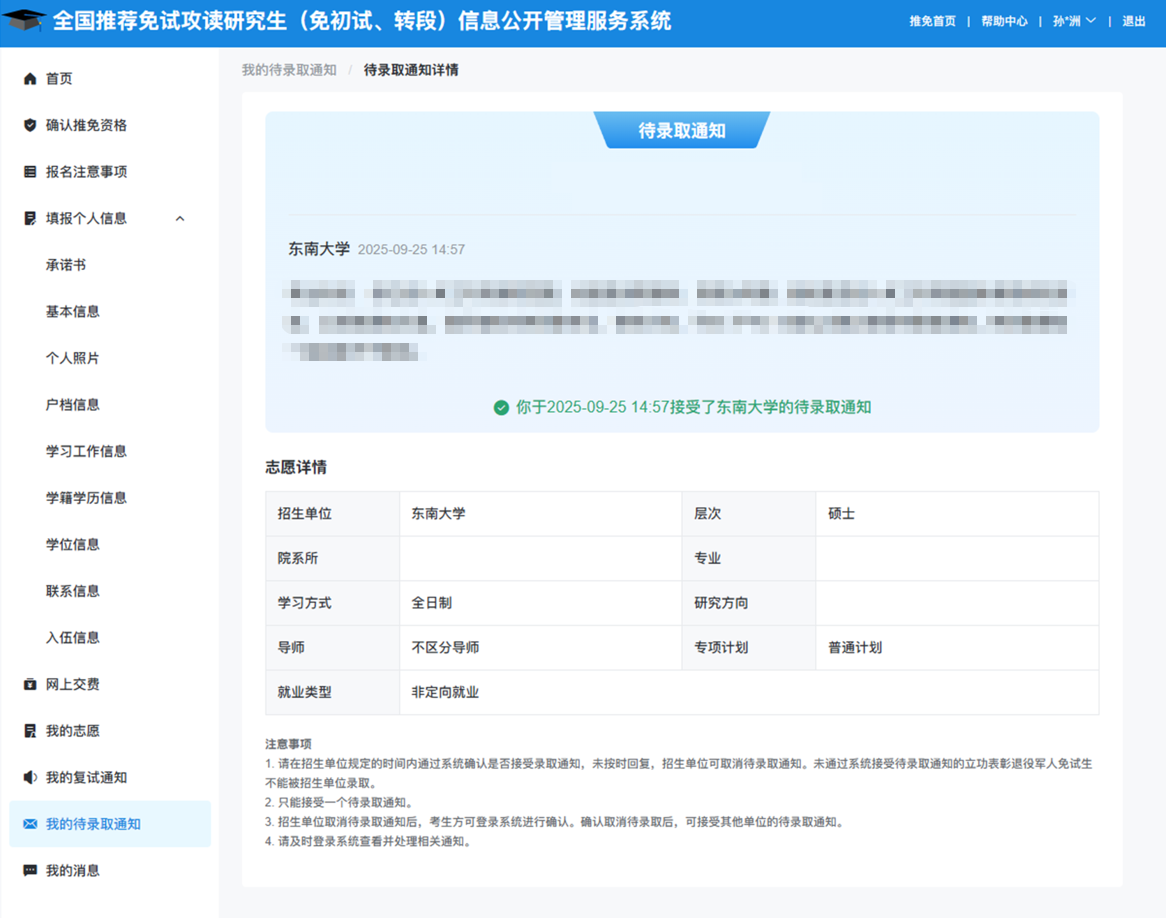 全国推荐免试攻读研究生（免初试、转段）信息公开管理服务系统
推免首页 | 帮助中心 | 孙*洲 | 退出
首页
确认推免资格
报名注意事项
填报个人信息
承诺书
基本信息
个人照片
户档信息
学习工作信息
学籍学历信息
学位信息
联系信息
入伍信息
网上交费
我的志愿
我的复试通知
我的待录取通知
我的消息
我的待录取通知 / 待录取通知详情
待录取通知
东南大学 2025-09-25 14:57
你于2025-09-25 14:57接受了东南大学的待录取通知
志愿详情
招生单位 东南大学 层次 硕士
院系所 专业
学习方式 全日制 研究方向
导师 不区分导师 专项计划 普通计划
就业类型 非定向就业
注意事项
1. 请在招生单位规定的时间内通过系统确认是否接受录取通知，未按时回复，招生单位可取消待录取通知。未通过系统接受待录取通知的立功表彰退役军人免试生
不能被招生单位录取。
2. 只能接受一个待录取通知。
3. 招生单位取消待录取通知后，考生方可登录系统进行确认。确认取消待录取后，可接受其他单位的待录取通知。
4. 请及时登录系统查看并处理相关通知。